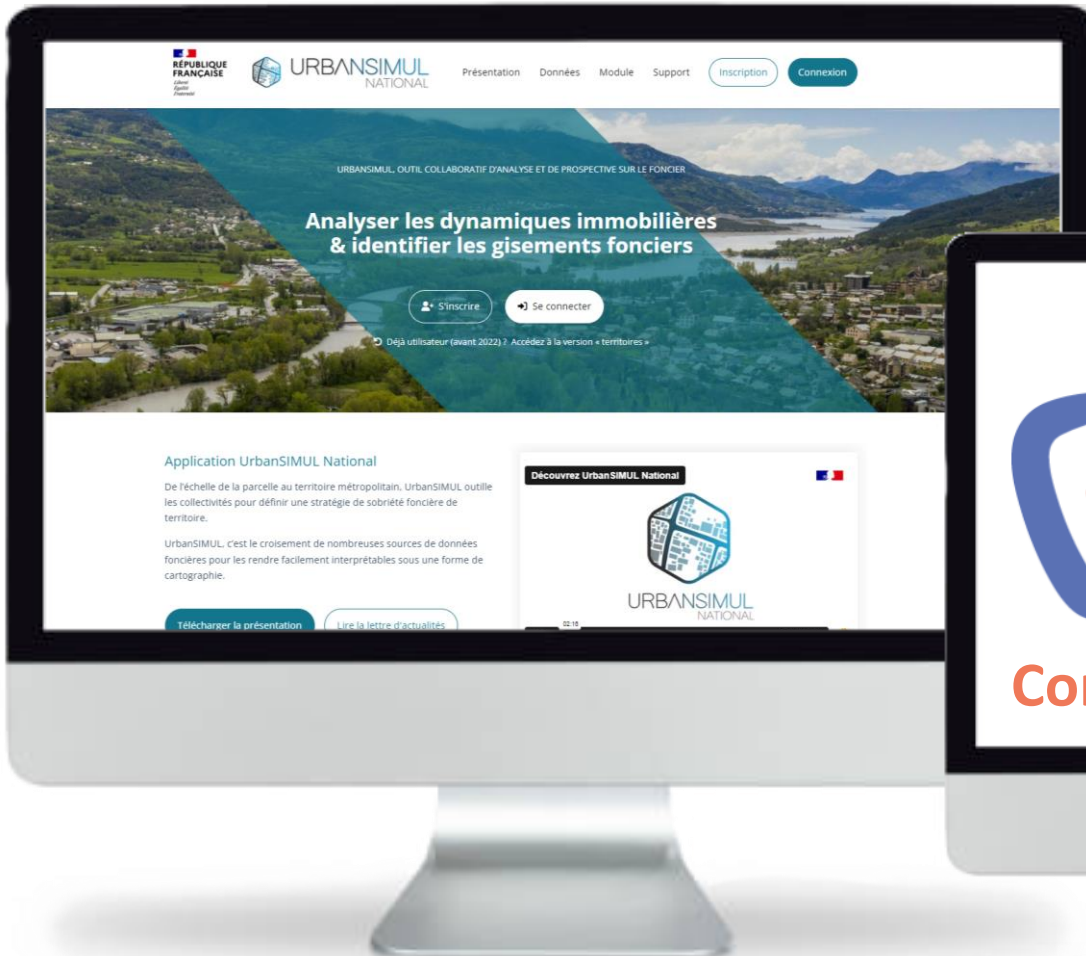 RÉPUBLIQUE
FRANÇAISE
Liberté
Égalité
Fraternité
URBANSIMUL
NATIONAL
Présentation Données Module Support Inscription Connexion
URBANSIMUL, OUTIL COLLABORATIF D'ANALYSE ET DE PROSPECTIVE SUR LE FONCIER
Analyser les dynamiques immobilières
& identifier les gisements fonciers
S'inscrire Se connecter
Déjà utilisateur (avant 2022) ? Accédez à la version « territoires »
Application UrbanSIMUL National
De l'échelle de la parcelle au territoire métropolitain, UrbanSIMUL outille
les collectivités pour définir une stratégie de sobriété foncière de
territoire.
UrbanSIMUL, c'est le croisement de nombreuses sources de données
foncières pour les rendre facilement interprétables sous une forme de
cartographie.
Télécharger la présentation Lire la lettre d'actualités
Découvrez UrbanSIMUL National
URBANSIMUL
NATIONAL
02:16